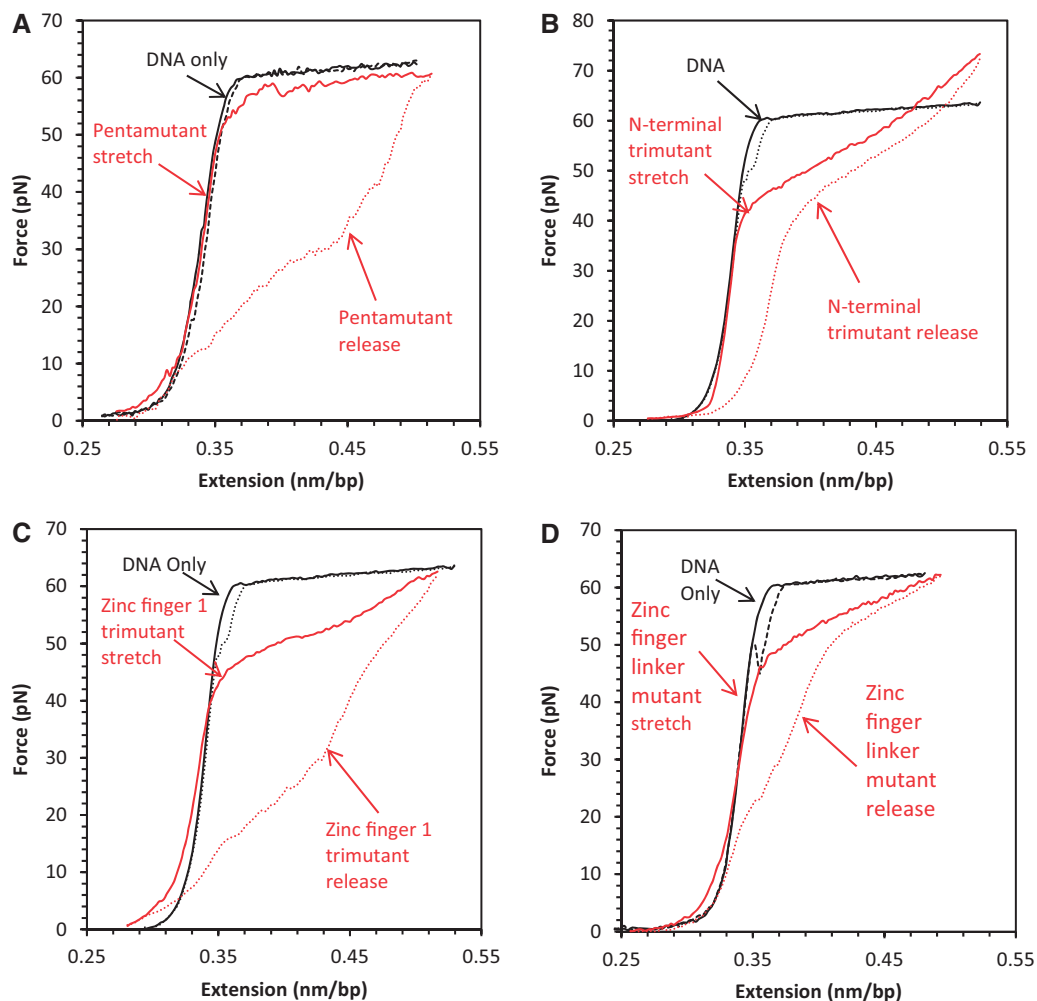 A
70
60
50
40
30
20
10
0
Force (pN)
DNA only
Pentamutant
stretch
Pentamutant
release
0.25
0.35
0.45
0.55
Extension (nm/bp)
B
80
70
60
50
40
30
20
10
0
Force (pN)
DNA
N-terminal
trimutant
stretch
N-terminal
trimutant release
0.25
0.35
0.45
0.55
Extension (nm/bp)
C
70
60
50
40
30
20
10
0
Force (pN)
DNA Only
Zinc finger 1
trimutant
stretch
Zinc finger 1
trimutant
release
0.25
0.35
0.45
0.55
Extension (nm/bp)
D
70
60
50
40
30
20
10
0
Force (pN)
DNA
Only
Zinc
finger
linker
mutant
stretch
Zinc
finger
linker
mutant
release
0.25
0.35
0.45
0.55
Extension (nm/bp)